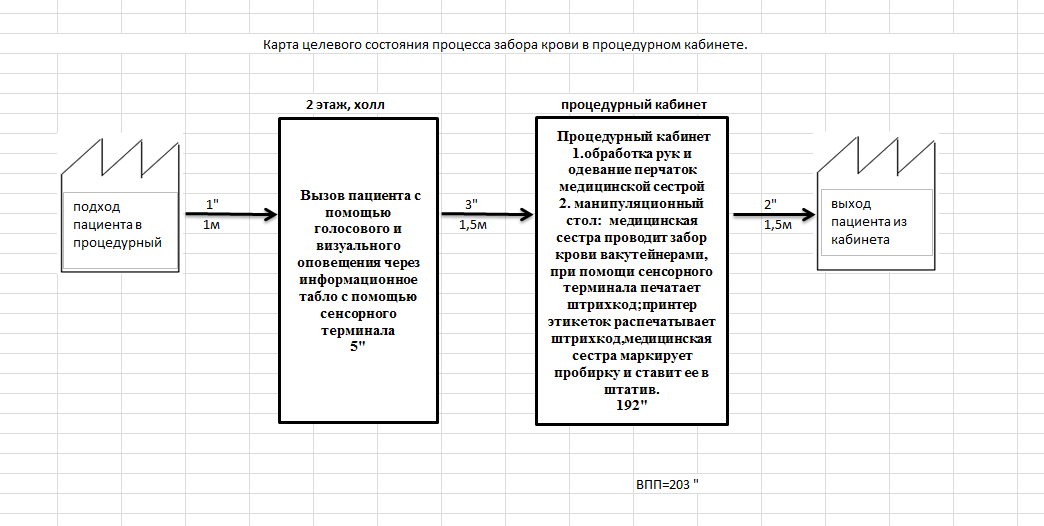 Карта целевого состояния процесса забора крови в процедурном кабинете.
2 этаж, холл
процедурный кабинет
подход
пациента в
процедурный
1"
1м
Вызов пациента с
помощью
голосового и
визуального
оповещения через
информационное
табло с помощью
сенсорного
терминала
5"
3"
1,5м
Процедурный кабинет
1.обработка рук и
одевание перчаток
медицинской сестрой
2. манипуляционный
стол:  медицинская
сестра проводит забор
крови вакутейнерами,
при помощи сенсорного
терминала печатает
штрихкод;принтер
этикеток распечатывает
штрихкод,медицинская
сестра маркирует
пробирку и ставит ее в
штатив.
192"
2"
1,5м
выход
пациента из
кабинета
ВПП=203 "